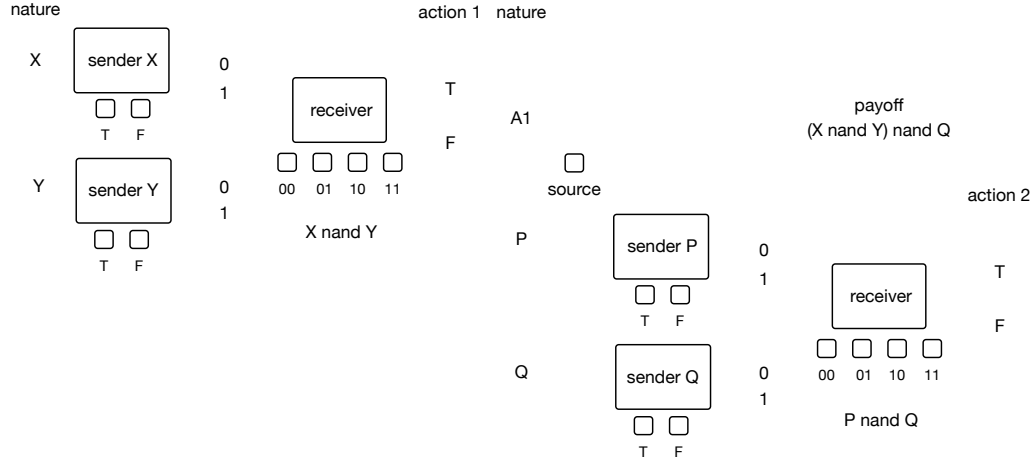 nature
action 1
nature
X
sender X
0
1
T F
receiver
T
F
00 01 10 11
X nand Y
Y
sender Y
0
1
T F
A1
source
payoff
(X nand Y) nand Q
action 2
P
sender P
0
1
T F
receiver
T
F
00 01 10 11
P nand Q
Q
sender Q
0
1
T F